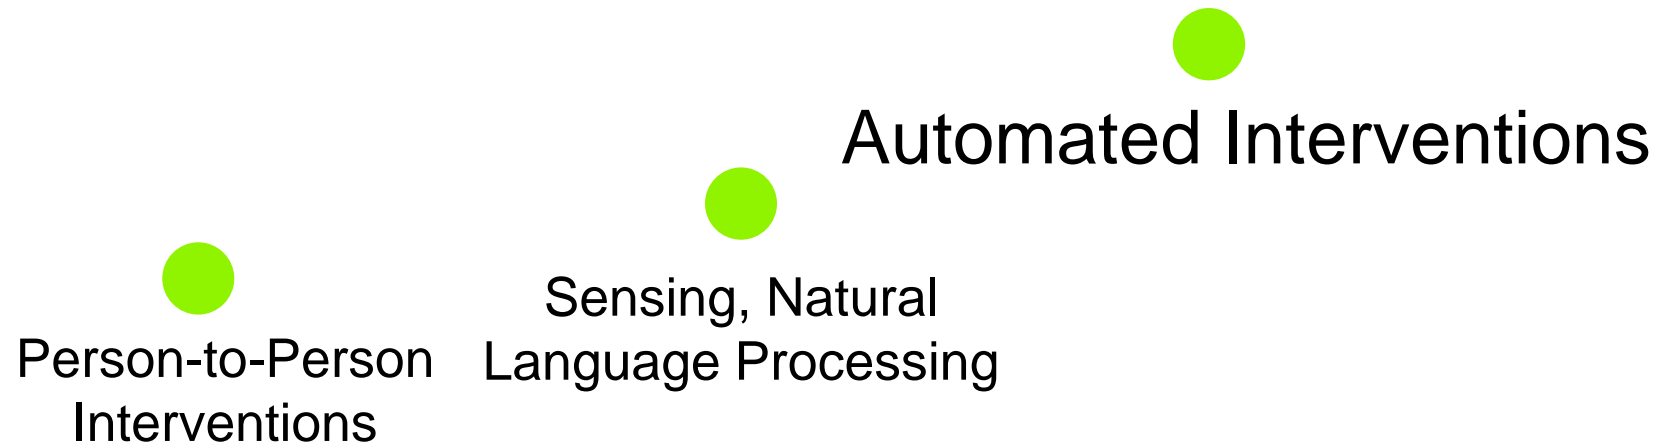 Automated Interventions
Sensing, Natural
Language Processing
Person-to-Person
Interventions